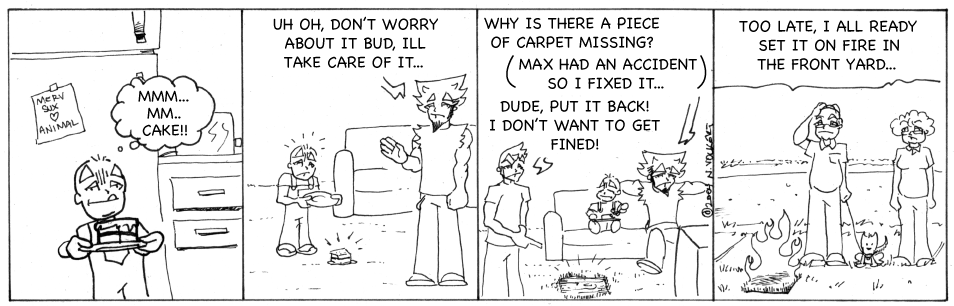 MERV
SUX
ANIMAL
MMM...
MM..
CAKE!!
UH OH, DON'T WORRY
ABOUT IT BUD, ILL
TAKE CARE OF IT...
WHY IS THERE A PIECE
OF CARPET MISSING?
(MAX HAD AN ACCIDENT
SO I FIXED IT...)
DUDE, PUT IT BACK!
I DON'T WANT TO GET
FINED!
TOO LATE, I ALL READY
SET IT ON FIRE IN
THE FRONT YARD...